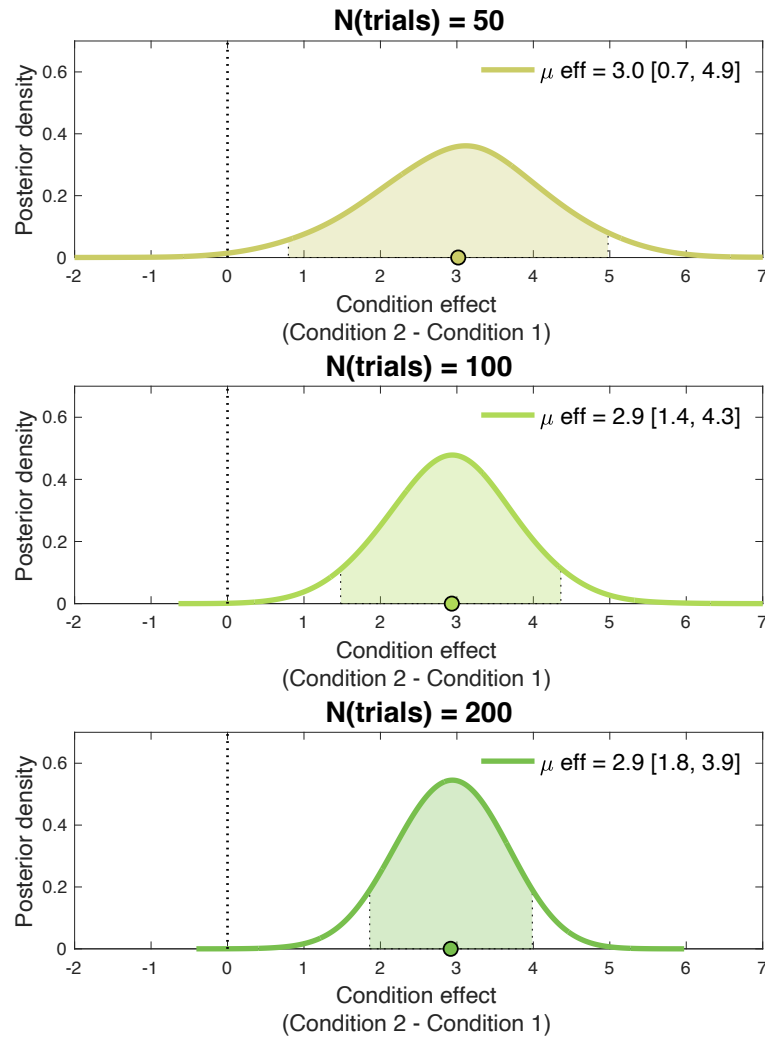 N(trials) = 50
Posterior density
0.6
0.4
0.2
0
μ eff = 3.0 [0.7, 4.9]
-2 -1 0 1 2 3 4 5 6 7
Condition effect
(Condition 2 - Condition 1)
N(trials) = 100
Posterior density
0.6
0.4
0.2
0
μ eff = 2.9 [1.4, 4.3]
-2 -1 0 1 2 3 4 5 6 7
Condition effect
(Condition 2 - Condition 1)
N(trials) = 200
Posterior density
0.6
0.4
0.2
0
μ eff = 2.9 [1.8, 3.9]
-2 -1 0 1 2 3 4 5 6 7
Condition effect
(Condition 2 - Condition 1)